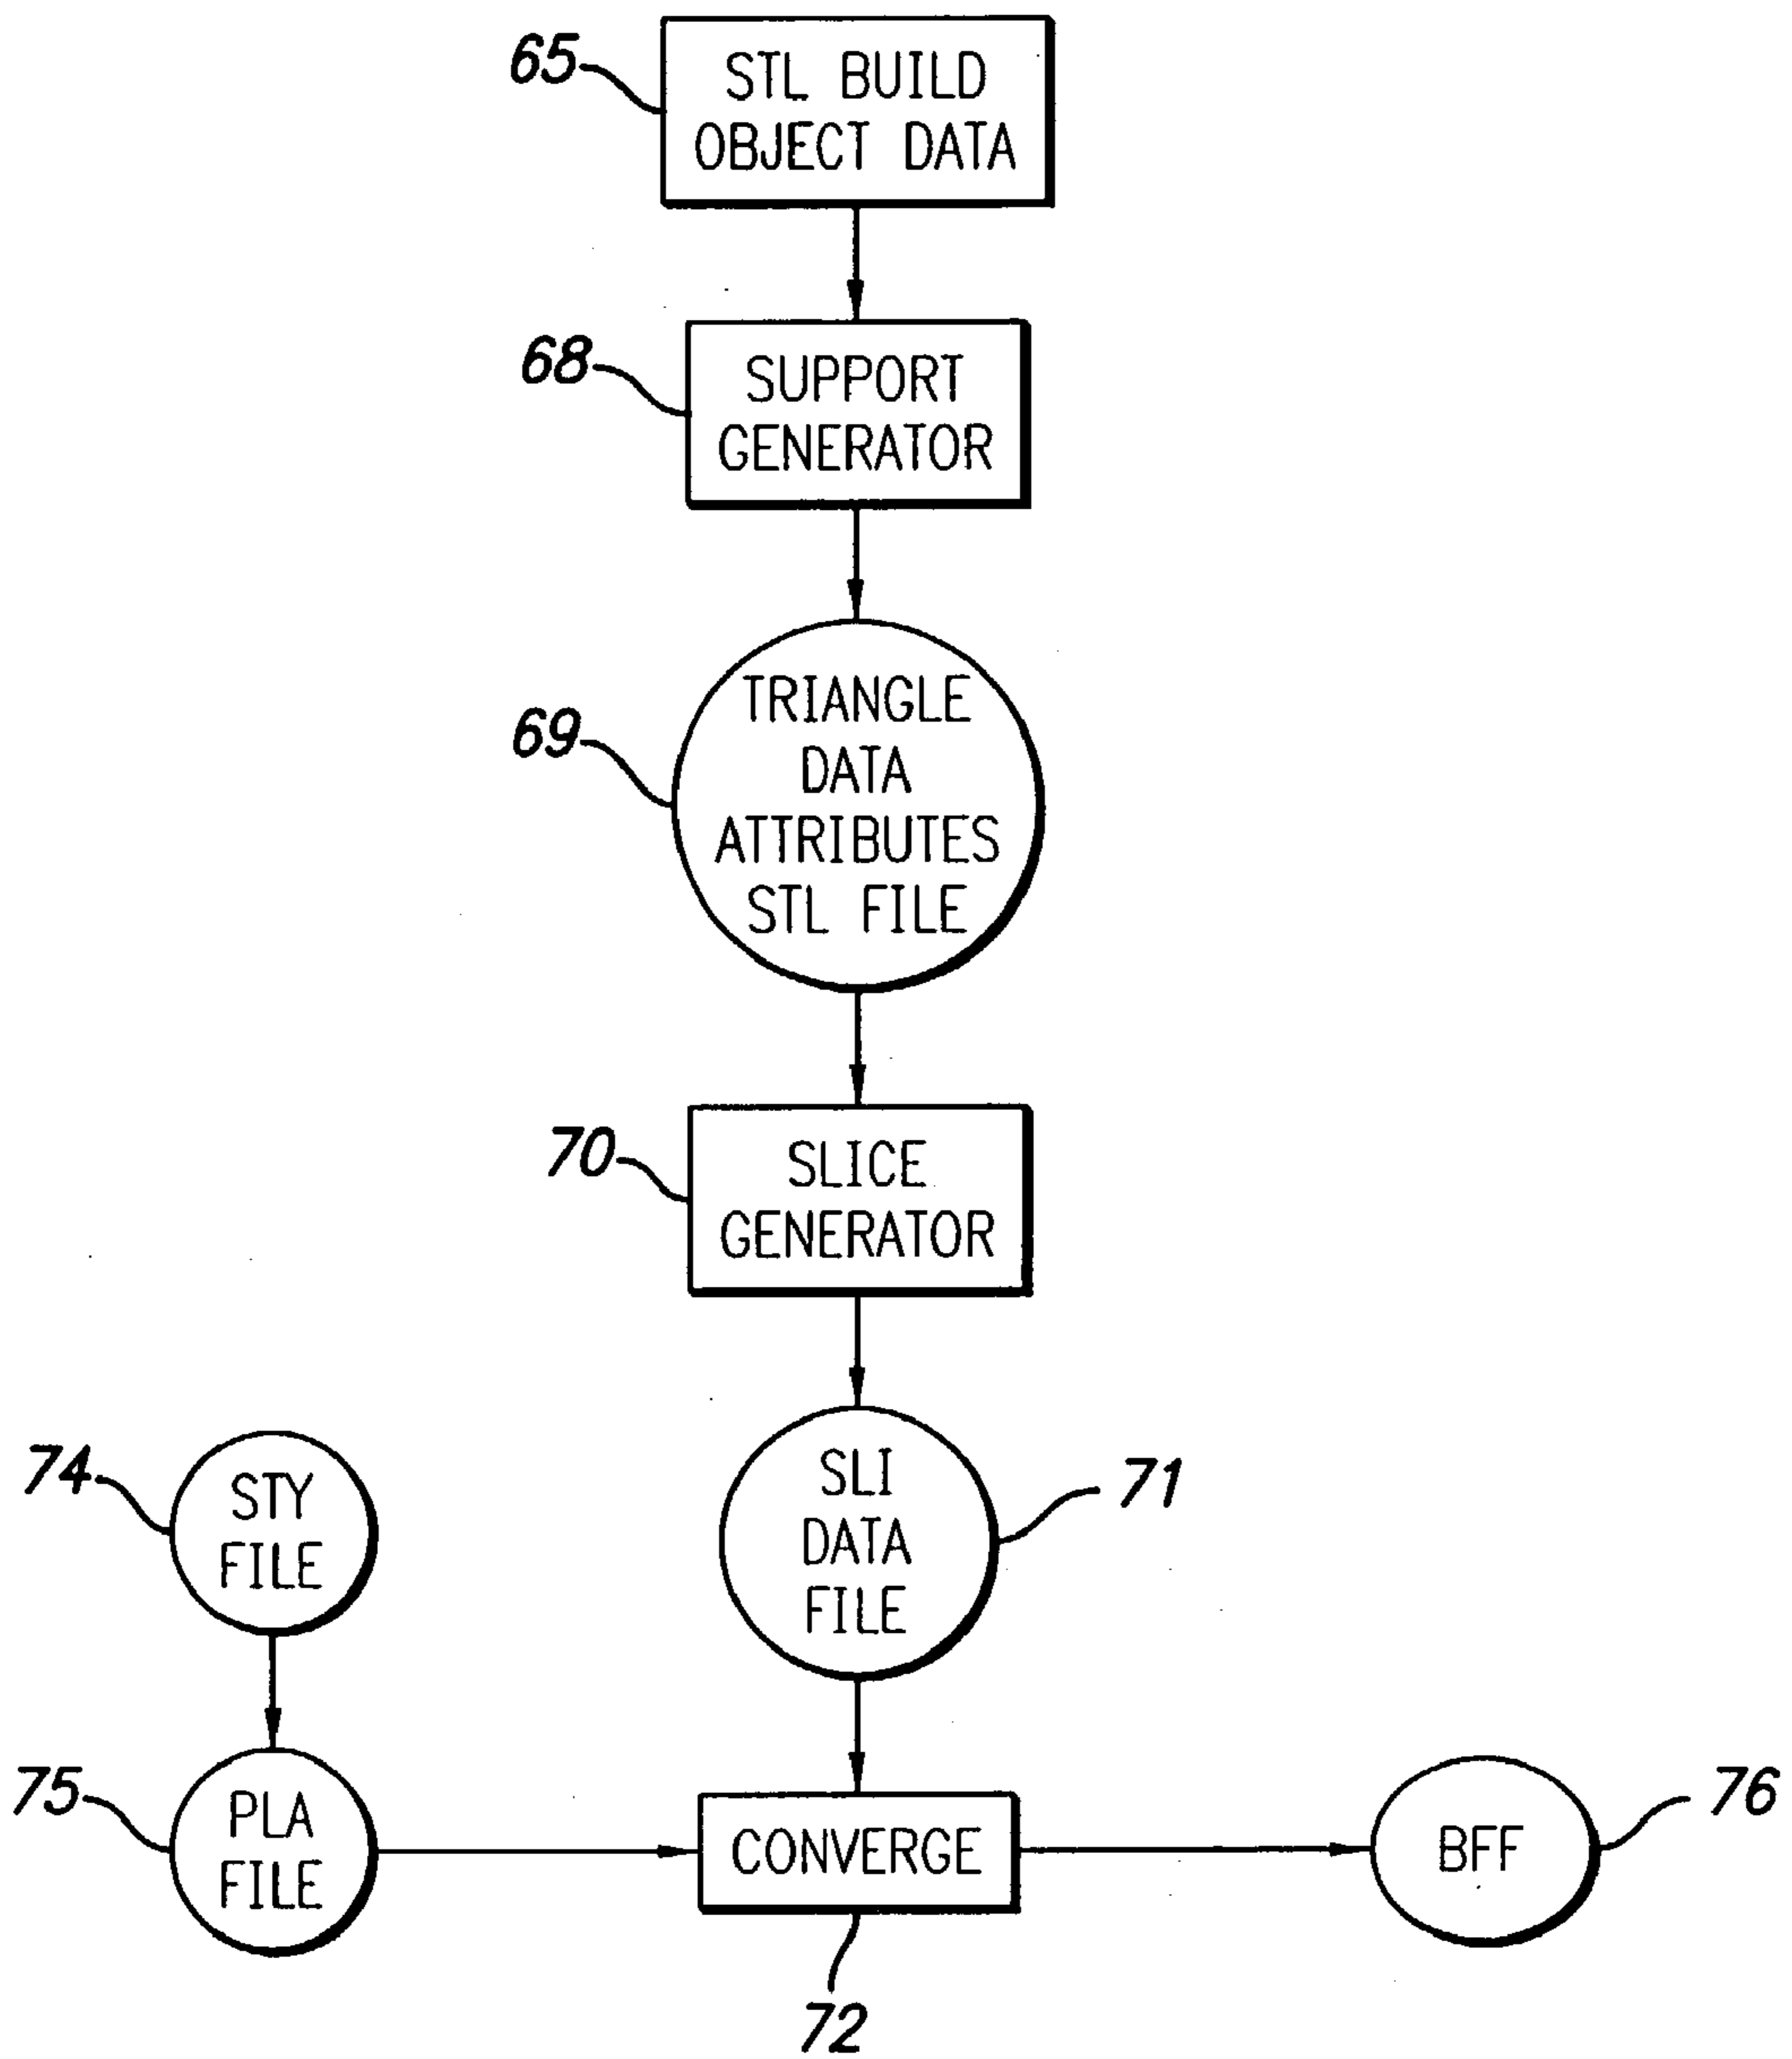 65
STL BUILD
OBJECT DATA
68
SUPPORT
GENERATOR
69
TRIANGLE
DATA
ATTRIBUTES
STL FILE
70
SLICE
GENERATOR
74
STY
FILE
SLI
DATA
FILE
71
75
PLA
FILE
CONVERGE
72
BFF
76